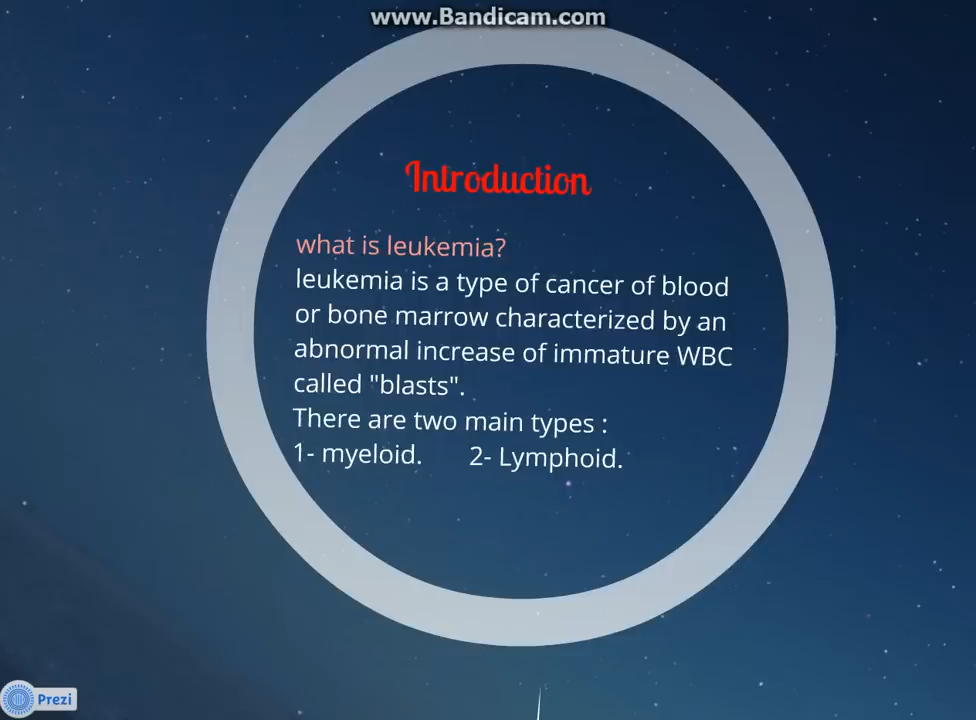 www.Bandicam.com
Introduction
what is leukemia?
leukemia is a type of cancer of blood
or bone marrow characterized by an
abnormal increase of immature WBC
called "blasts".
There are two main types :
1- myeloid. 2- Lymphoid.
Prezi